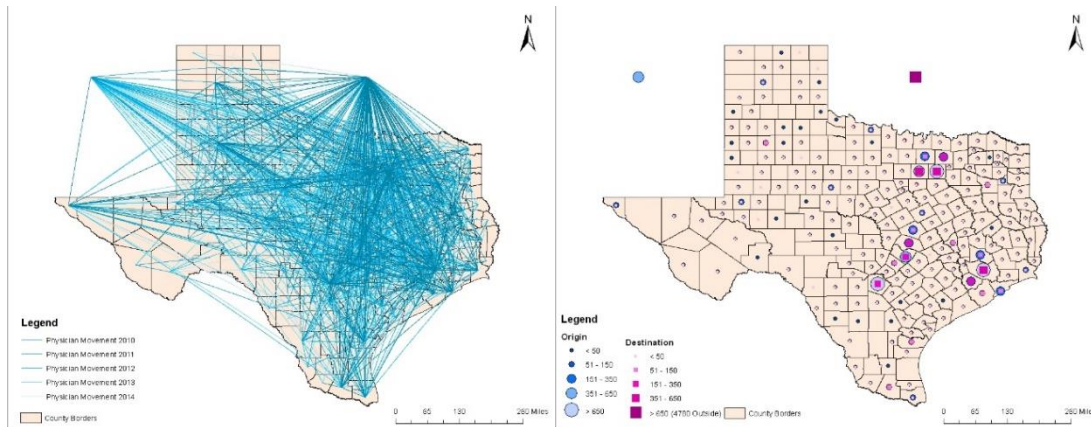 N
Legend
Physician Movement 2010
Physician Movement 2011
Physician Movement 2012
Physician Movement 2013
Physician Movement 2014
County Borders
0 65 130 260 Miles
N
Legend
Origin
< 50
51 - 150
151 - 350
351 - 650
> 650
Destination
< 50
51 - 150
151 - 350
351 - 650
> 650 (4780 Outside)
County Borders
0 65 130 260 Miles